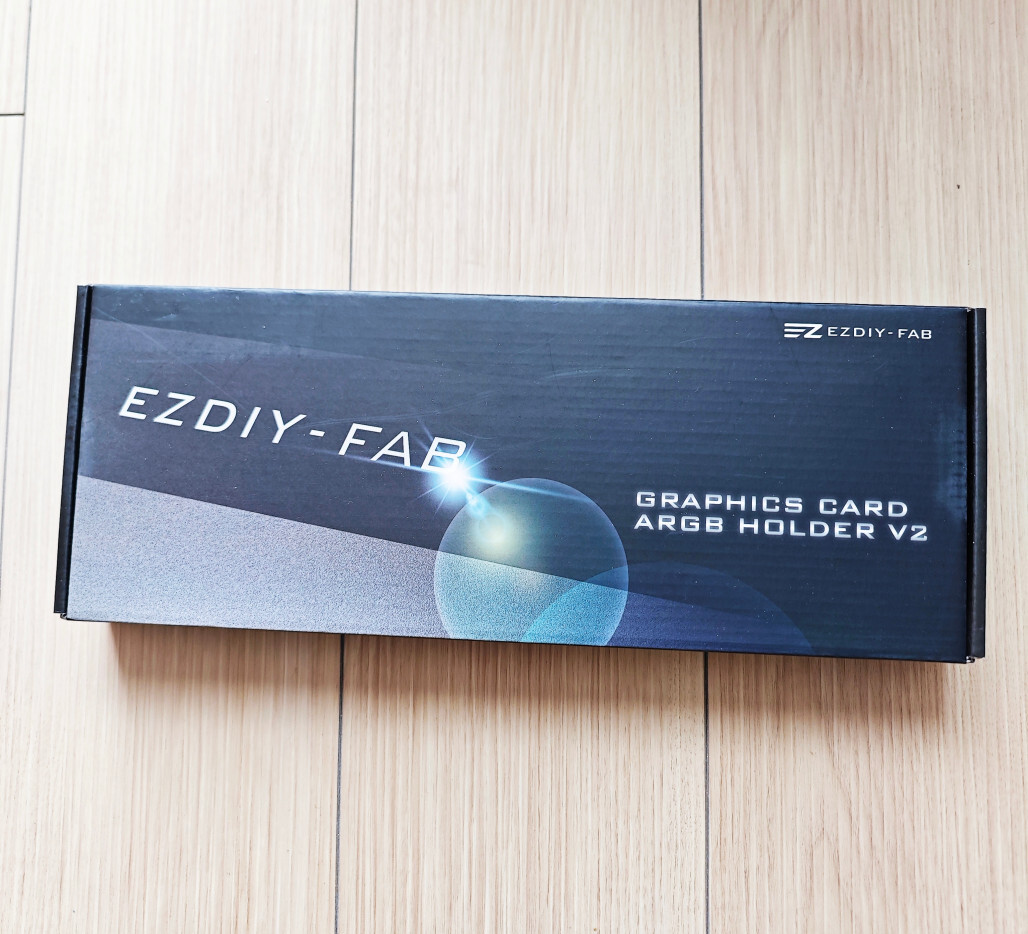 EZ EZDIY-FAB
EZDIY-FAB
GRAPHICS CARD
ARGB HOLDER V2